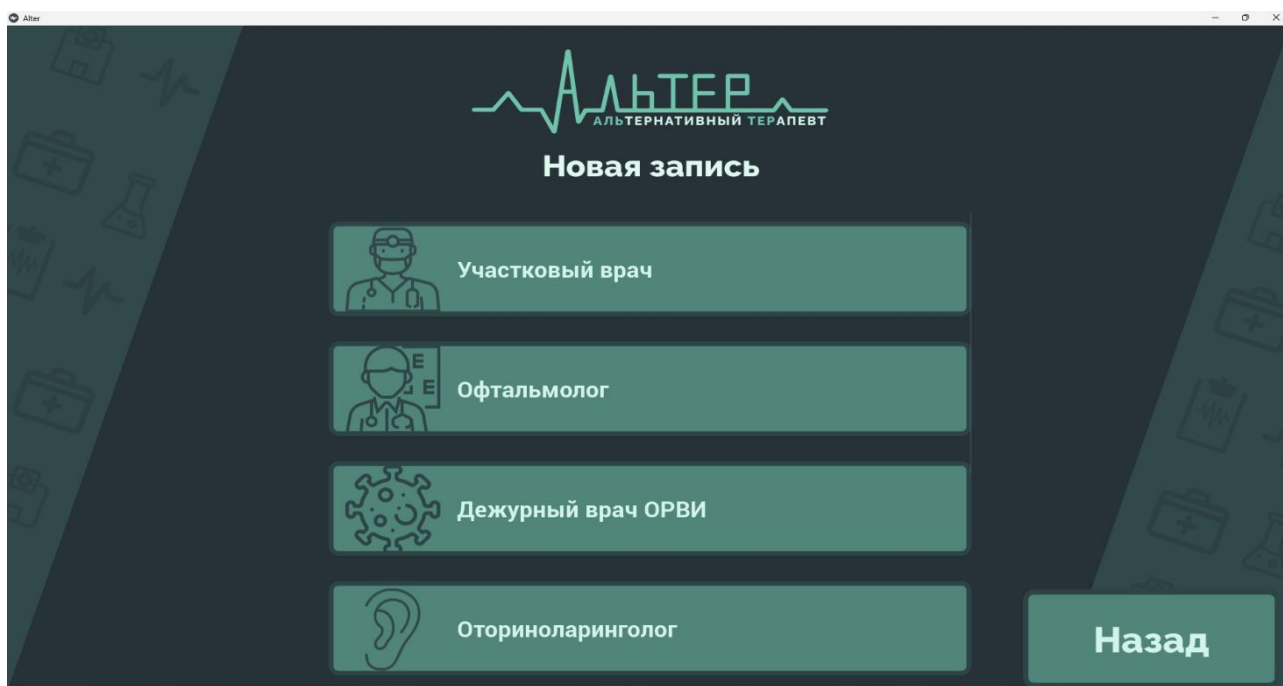 Alter
АЛЬТЕР
АЛЬТЕРНАТИВНЫЙ ТЕРАПЕВТ
Новая запись
Участковый врач
E
E
Офтальмолог
Дежурный врач ОРВИ
Оториноларинголог
Назад